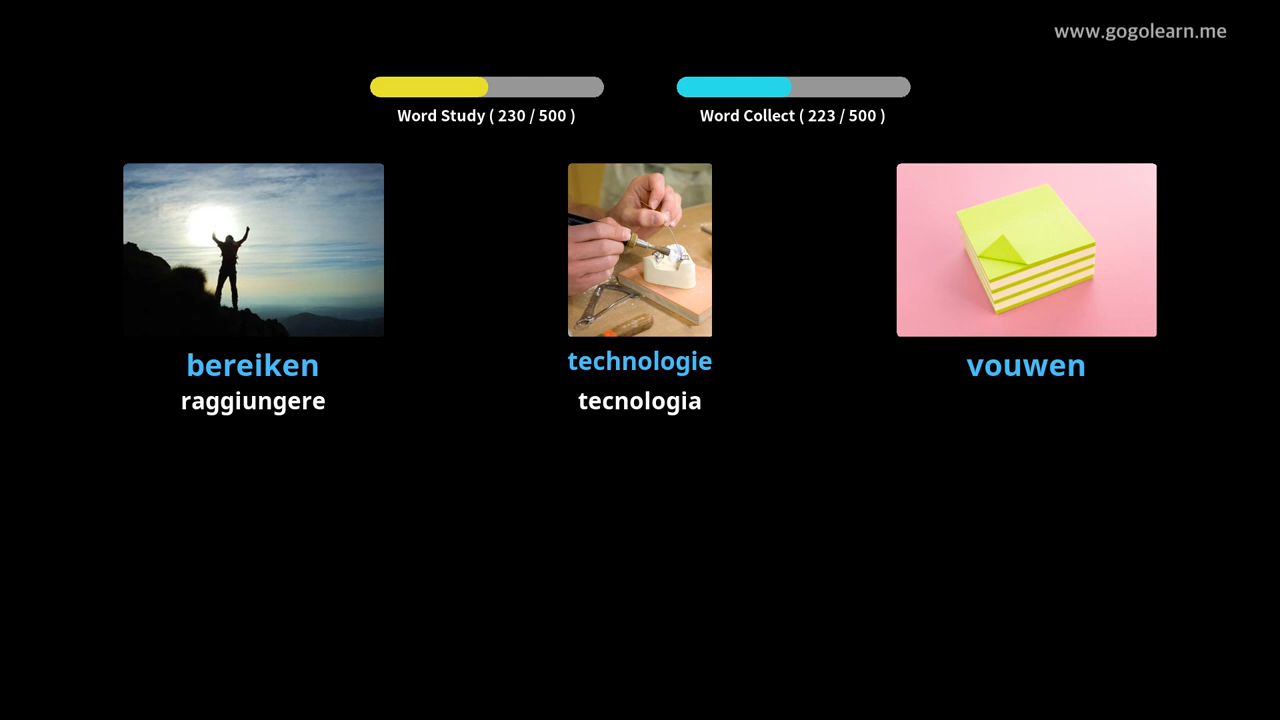 www.gogolearn.me
Word Study ( 230 / 500 )
Word Collect ( 223 / 500 )
bereiken
technologie
vouwen
raggiungere
tecnologia